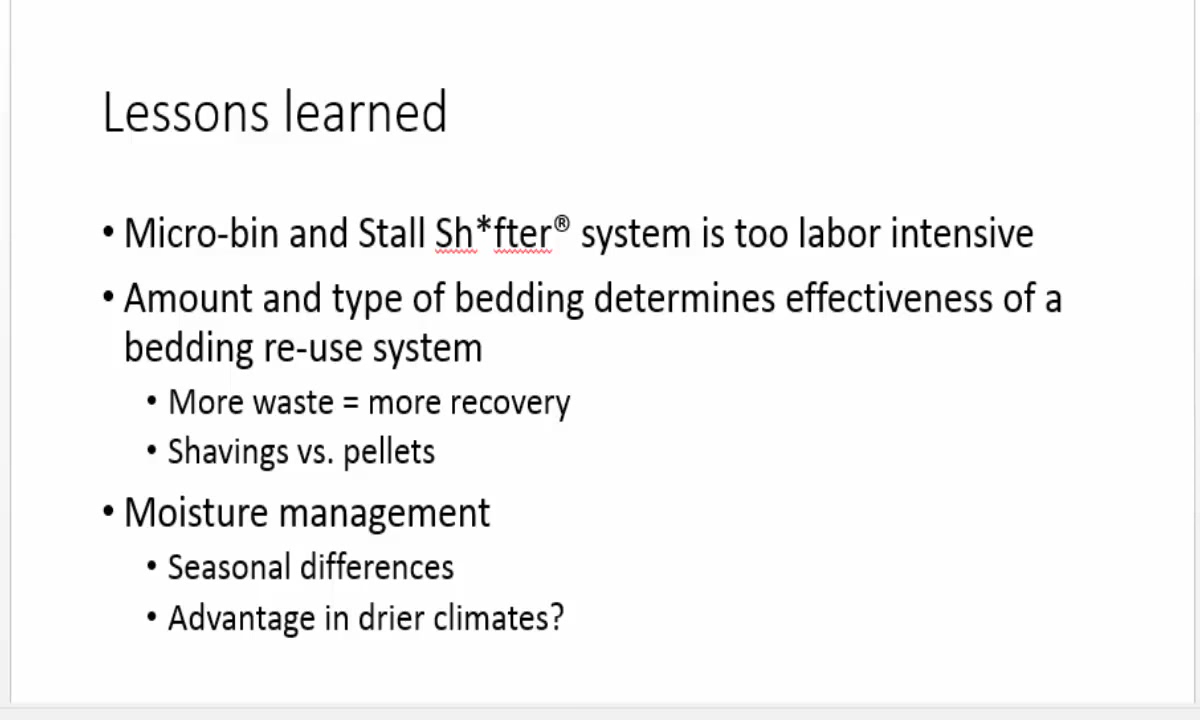 Lessons learned
• Micro-bin and Stall Sh*fter® system is too labor intensive
• Amount and type of bedding determines effectiveness of a
bedding re-use system
• More waste = more recovery
• Shavings vs. pellets
• Moisture management
• Seasonal differences
• Advantage in drier climates?